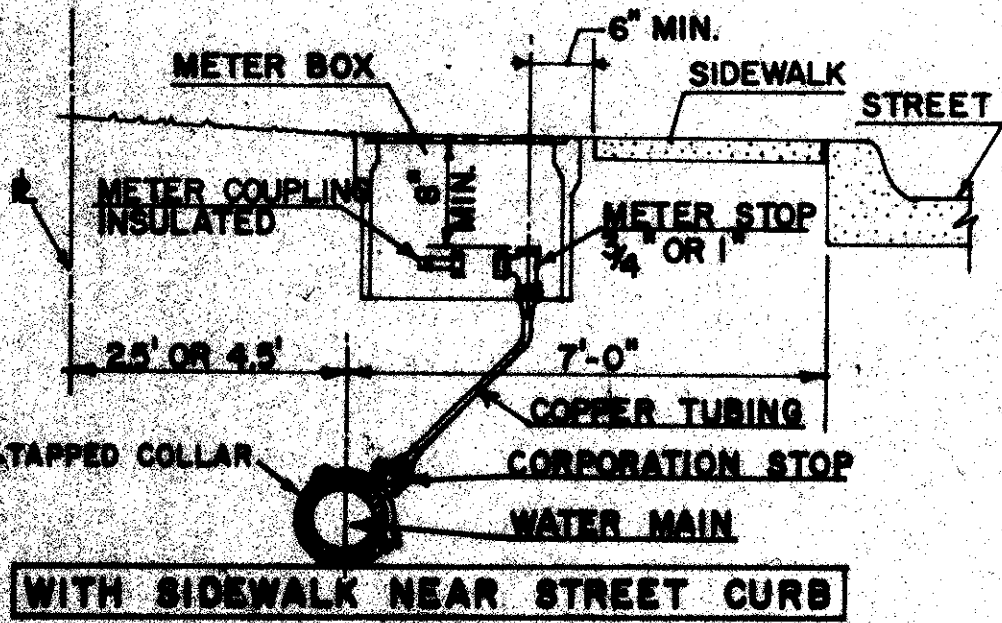 6" MIN.
METER BOX
SIDEWALK
STREET
8"
MIN.
METER COUPLING
INSULATED
METER STOP
3/4" OR 1"
2.5' OR 4.5'
7'-0"
COPPER TUBING
TAPPED COLLAR
CORPORATION STOP
WATER MAIN
WITH SIDEWALK NEAR STREET CURB